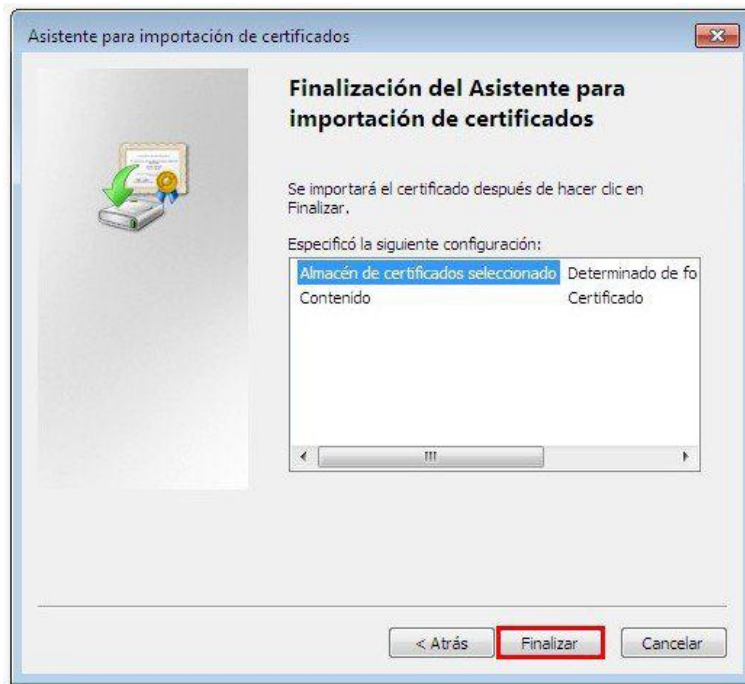 Asistente para importación de certificados
Finalización del Asistente para
importación de certificados
Se importará el certificado después de hacer clic en
Finalizar.
Especificó la siguiente configuración:
Almacén de certificados seleccionado Determinado de fo
Contenido Certificado
< Atrás Finalizar Cancelar